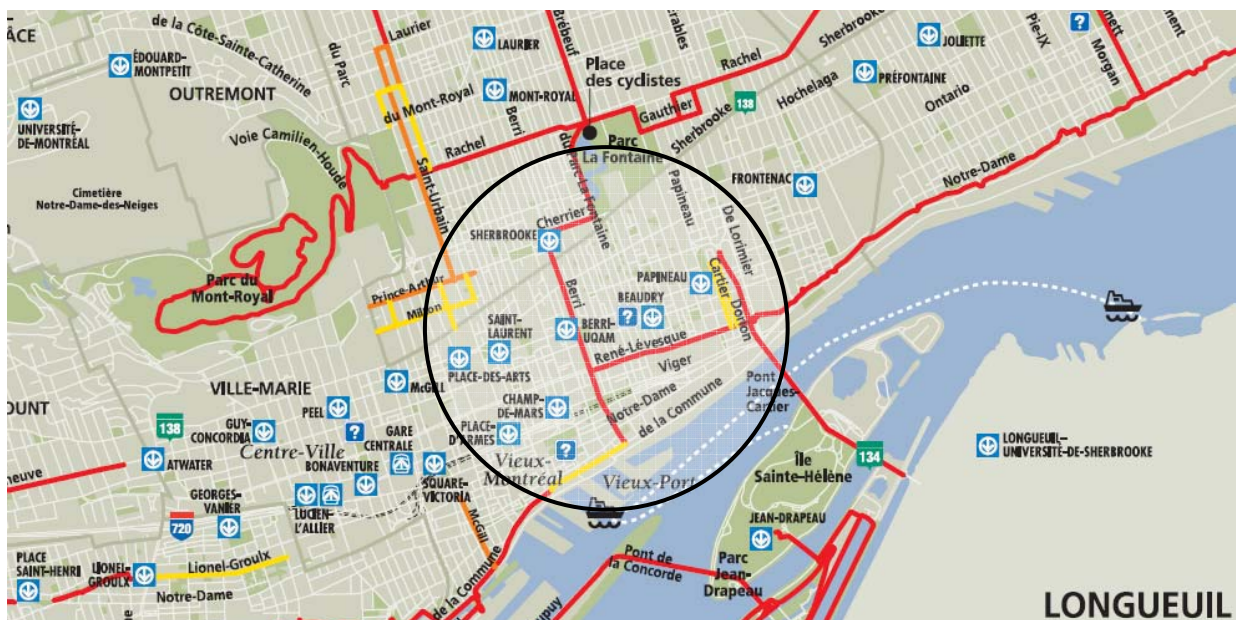 ÂCE
de la Côte-Sainte-Catherine
ÉDOUARD-
MONTPETIT
OUTREMONT
UNIVERSITÉ-
DE-MONTRÉAL
Voie Camilien-Houde
Cimetière
Notre-Dame-des-Neiges
Parc du
Mont-Royal
du Parc
Laurier
LAURIER
du Mont-Royal
MONT-ROYAL
Berri
Rachel
Saint-Urbain
Brébeuf
Place
des cyclistes
Gauthier
Rachel
Sherbrooke
138
Parc
La Fontaine
du Parc-La Fontaine
Papineau
Sherbrooke
Hochelaga
JOLIETTE
PRÉFONTAINE
Ontario
Pie-IX
?
Morgan
FRONTENAC
Notre-Dame
De Lorimier
Cherrier
SHERBROOKE
Prince-Arthur
Milton
Berri
PAPINEAU
BEAUDRY
?
Cartier
Dorion
SAINT-
LAURENT
BERRI-
UQAM
René-Lévesque
Viger
PLACE-DES-ARTS
McGILL
VILLE-MARIE
PEEL
?
CHAMP-
DE-MARS
Notre-Dame
de la Commune
Pont
Jacques-
Cartier
OUNT
138
GUY-
CONCORDIA
Centre-Ville
GARE
CENTRALE
PLACE-
D'ARMES
?
Vieux-
Montréal
Vieux-Port
ATWATER
BONAVENTURE
SQUARE-
VICTORIA
GEORGES-
VANIER
LUCIEN-
L'ALLIER
720
McGill
Île
Sainte-Hélène
134
LONGUEUIL–
UNIVERSITÉ-DE-SHERBROOKE
JEAN-DRAPEAU
PLACE
SAINT-HENRI
LIONEL-
GROULX
Lionel-Groulx
Notre-Dame
de la Commune
Pont de
la Concorde
Parc
Jean-
Drapeau
LONGUEUIL